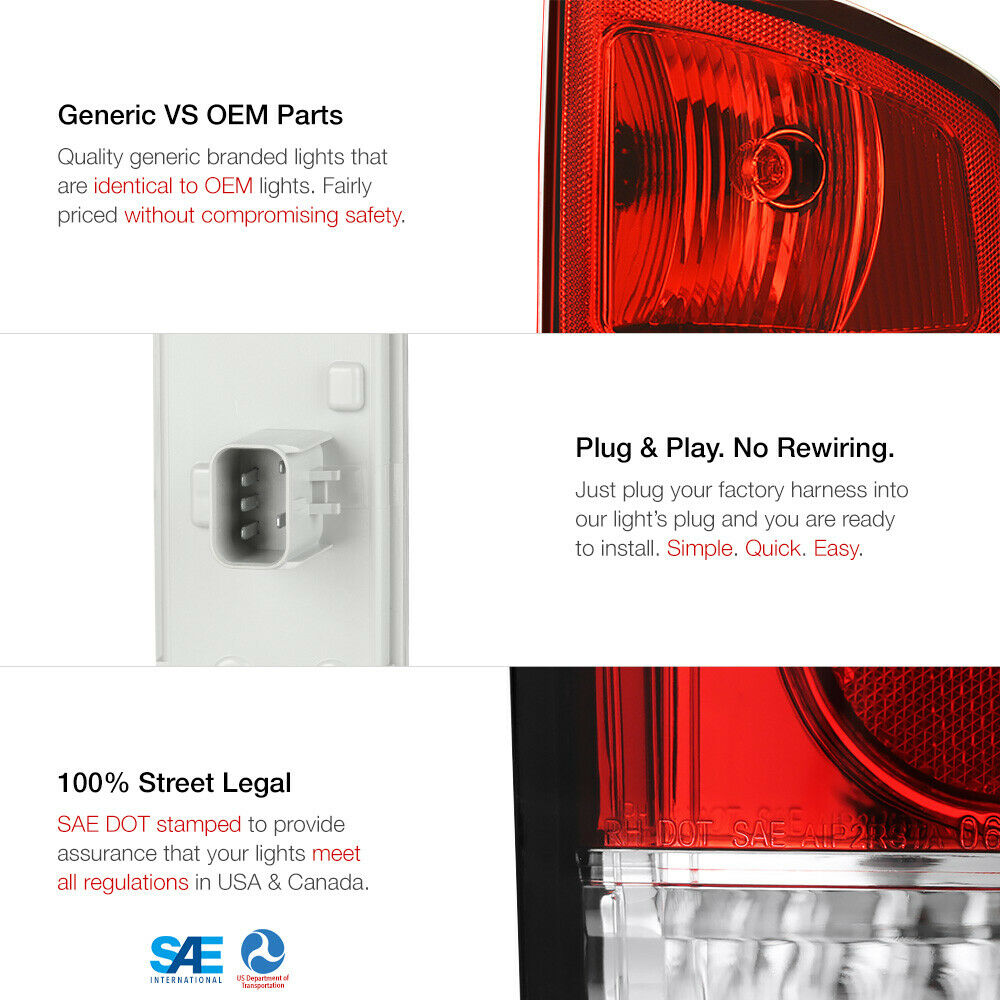 Generic VS OEM Parts
Quality generic branded lights that
are identical to OEM lights. Fairly
priced without compromising safety.
Plug & Play. No Rewiring.
Just plug your factory harness into
our light's plug and you are ready
to install. Simple. Quick. Easy.
RH DOT SAE
06
100% Street Legal
SAE DOT stamped to provide
assurance that your lights meet
all regulations in USA & Canada.
SAE
INTERNATIONAL
US Department of
Transportation